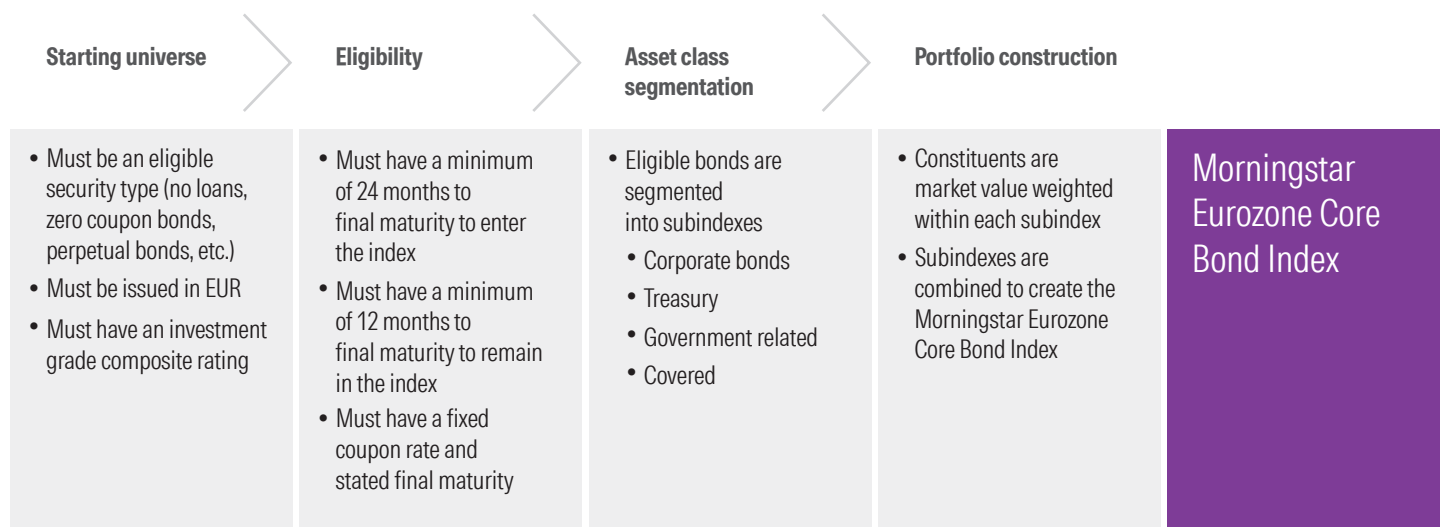 Starting universe
Eligibility
Asset class
segmentation
Portfolio construction
• Must be an eligible
security type (no loans,
zero coupon bonds,
perpetual bonds, etc.)
• Must be issued in EUR
• Must have an investment
grade composite rating
• Must have a minimum
of 24 months to
final maturity to enter
the index
• Must have a minimum
of 12 months to
final maturity to remain
in the index
• Must have a fixed
coupon rate and
stated final maturity
• Eligible bonds are
segmented
into subindexes
• Corporate bonds
• Treasury
• Government related
• Covered
• Constituents are
market value weighted
within each subindex
• Subindexes are
combined to create the
Morningstar Eurozone
Core Bond Index
Morningstar
Eurozone Core
Bond Index